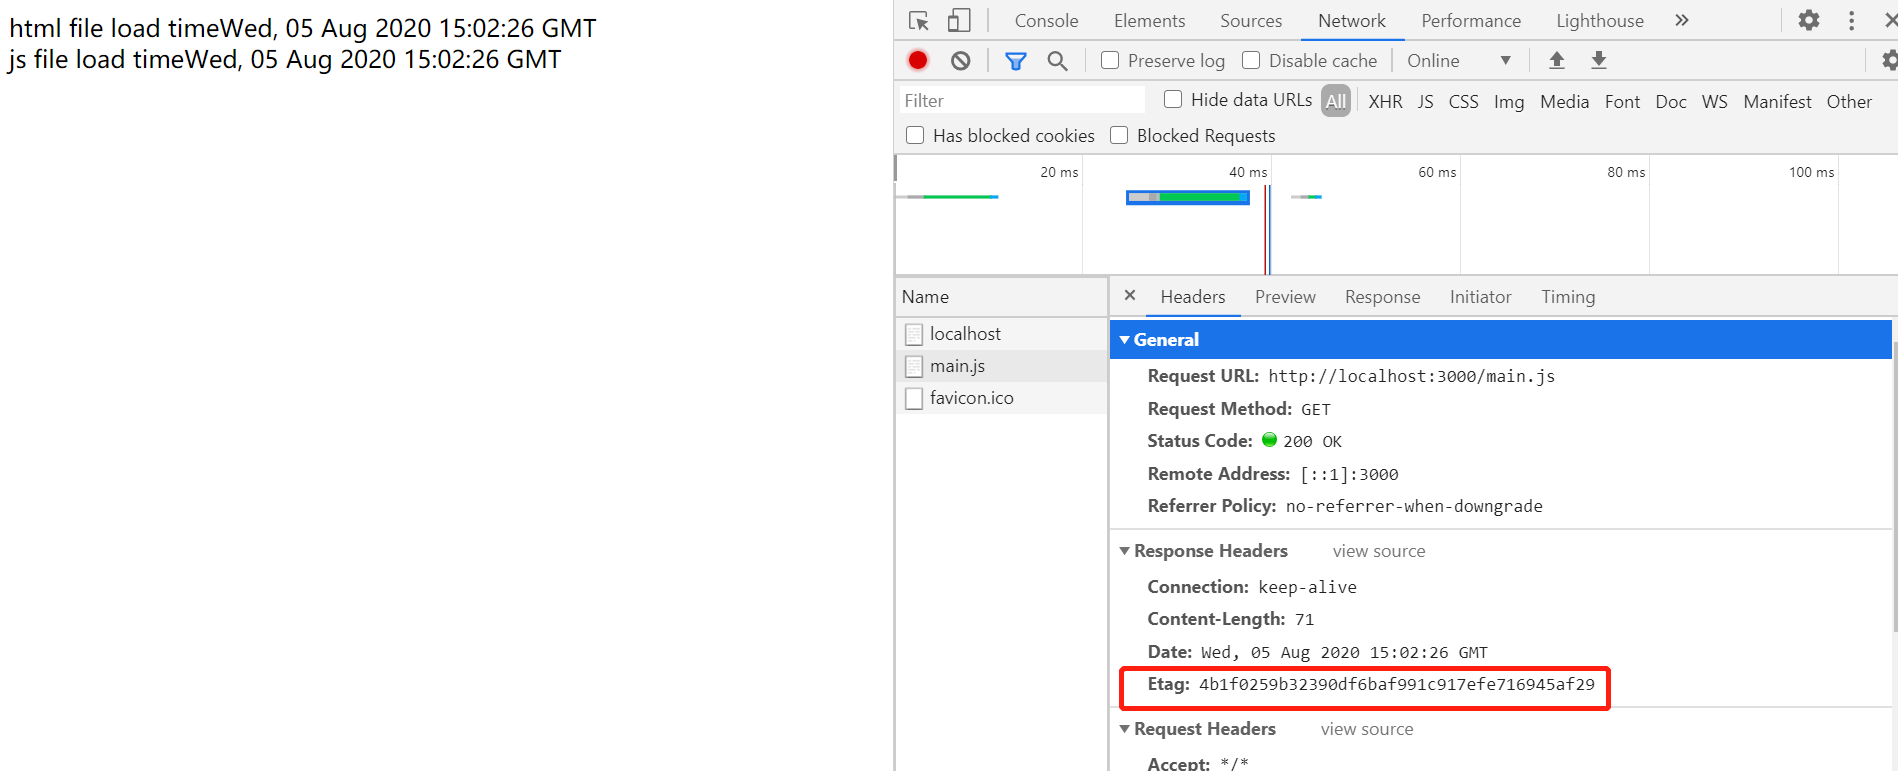 html file load timeWed, 05 Aug 2020 15:02:26 GMT
js file load timeWed, 05 Aug 2020 15:02:26 GMT
Console Elements Sources Network Performance Lighthouse »
Preserve log Disable cache Online ▼
Filter Hide data URLs All XHR JS CSS Img Media Font Doc WS Manifest Other
Has blocked cookies Blocked Requests
20 ms 40 ms 60 ms 80 ms 100 ms
Name
localhost
main.js
favicon.ico
× Headers Preview Response Initiator Timing
▼ General
Request URL: http://localhost:3000/main.js
Request Method: GET
Status Code: 200 OK
Remote Address: [::1]:3000
Referrer Policy: no-referrer-when-downgrade
▼ Response Headers view source
Connection: keep-alive
Content-Length: 71
Date: Wed, 05 Aug 2020 15:02:26 GMT
Etag: 4b1f0259b32390df6baf991c917efe716945af29
▼ Request Headers view source
Accept: */*